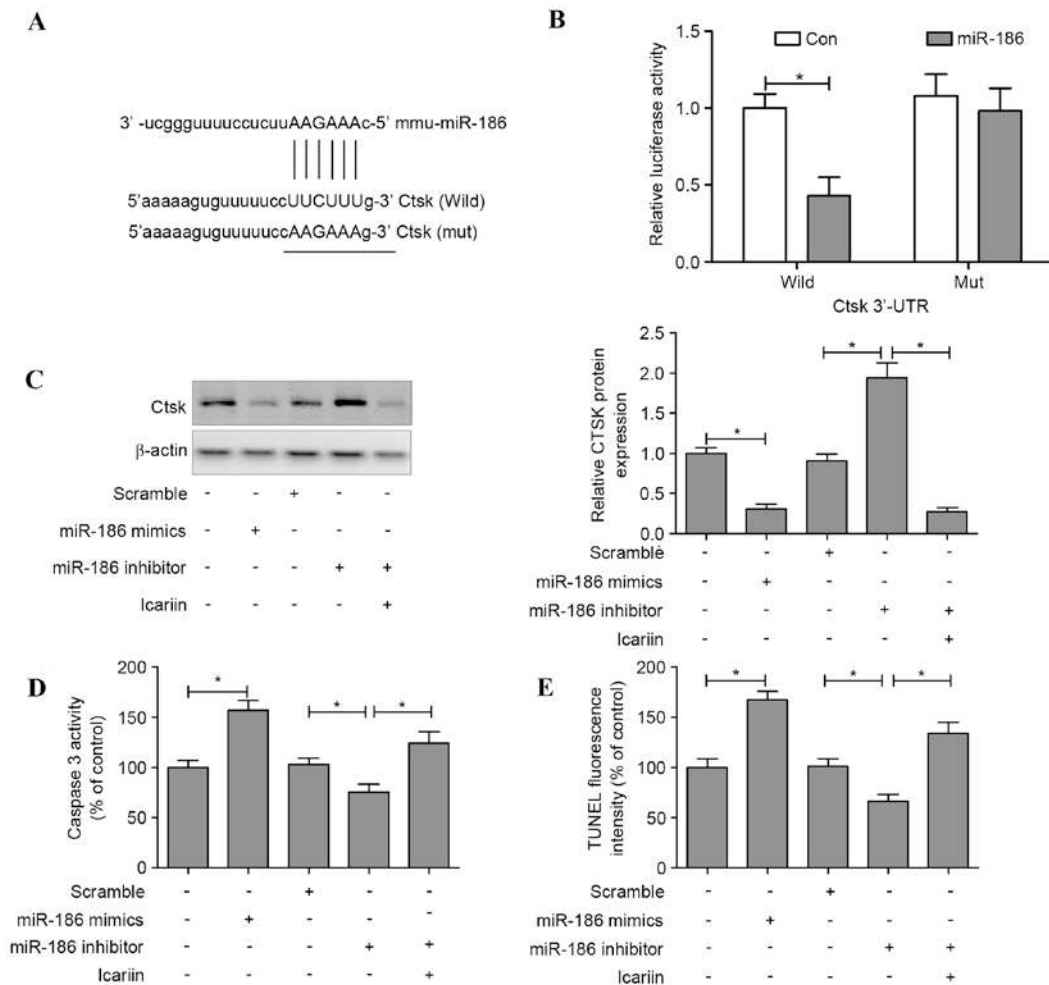 A
3' -ucggguuuuccucuuAAGAAAc-5' mmu-miR-186
5'aaaaaguguuuuuccUUCUUUg-3' Ctsk (Wild)
5'aaaaaguguuuuuccAAGAAAg-3' Ctsk (mut)
B
Con
miR-186
*
Relative luciferase activity
1.5
1.0
0.5
0.0
Wild
Mut
Ctsk 3'-UTR
C
Ctsk
β-actin
Scramble - - + - -
miR-186 mimics - + - - -
miR-186 inhibitor - - - + +
Icariin - - - - +
Relative CTSK protein
expression
2.5
2.0
1.5
1.0
0.5
0.0
* * *
Scramble - - + - -
miR-186 mimics - + - - -
miR-186 inhibitor - - - + +
Icariin - - - - +
D
Caspase 3 activity
(% of control)
200
150
100
50
0
* * *
Scramble - - + - -
miR-186 mimics - + - - -
miR-186 inhibitor - - - + +
Icariin - - - - +
E
TUNEL fluorescence
intensity (% of control)
200
150
100
50
0
* * *
Scramble - - + - -
miR-186 mimics - + - - -
miR-186 inhibitor - - - + +
Icariin - - - - +